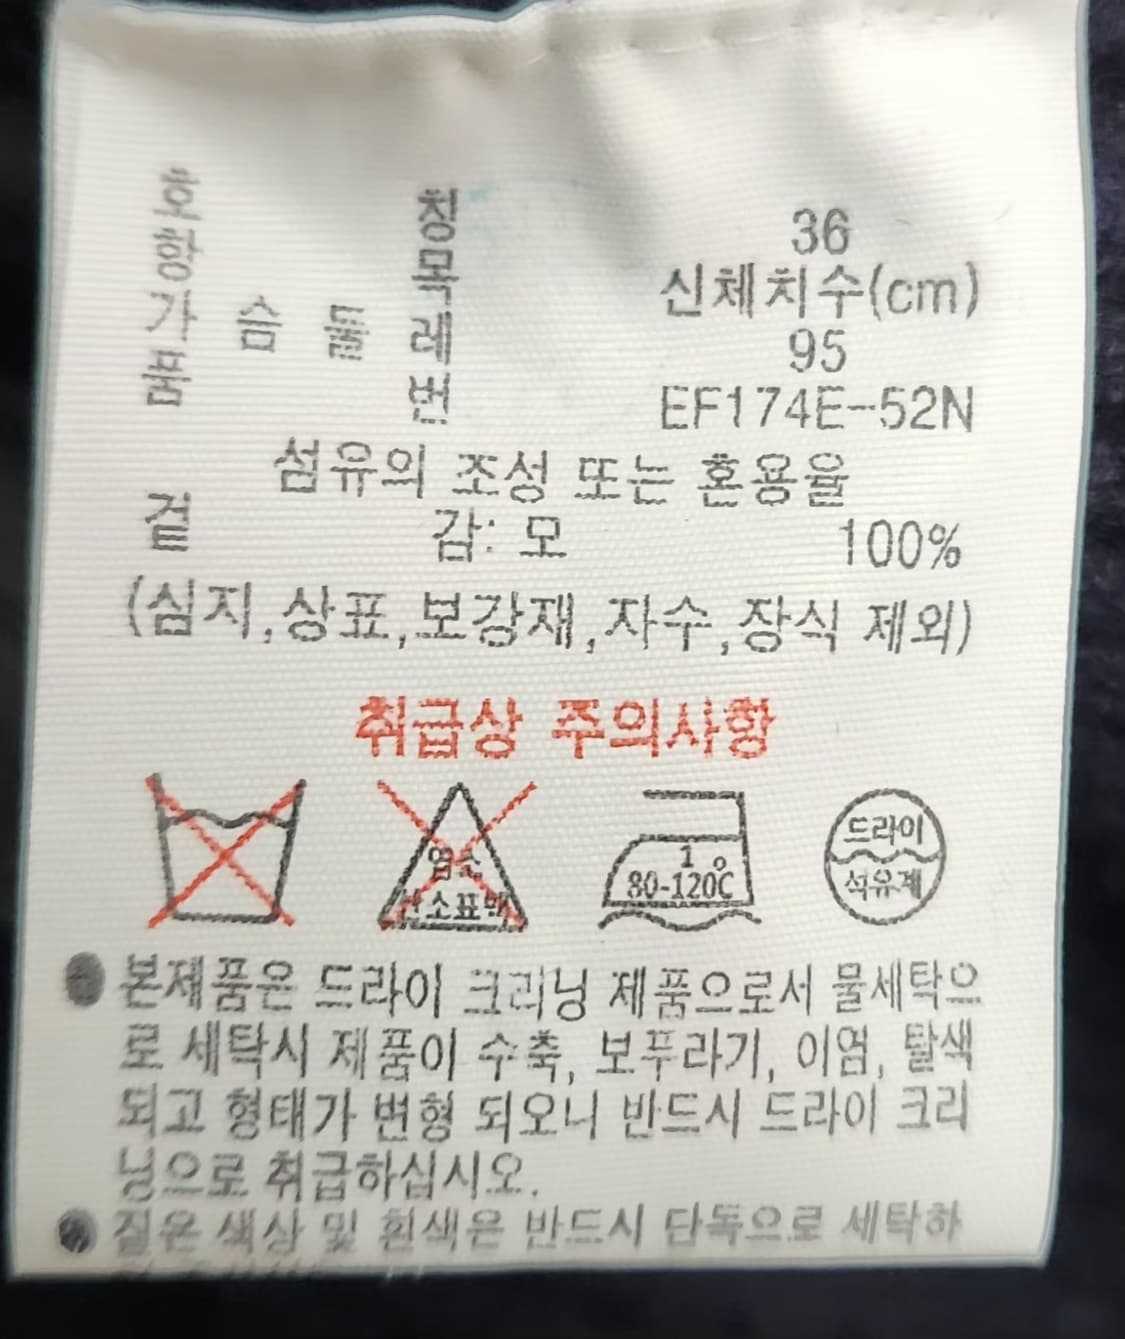 호 칭 36
항 목 신체치수(cm)
가 슴 둘 레 95
품 번 EF174E-52N
섬유의 조성 또는 혼용율
겉 감: 모 100%
(심지,상표,보강재,자수,장식 제외)
취급상 주의사항
염소
산소표백
1
80-120℃
드라이
석유계
● 본제품은 드라이 크리닝 제품으로서 물세탁으
로 세탁시 제품이 수축, 보푸라기, 이염, 탈색
되고 형태가 변형 되오니 반드시 드라이 크리
닝으로 취급하십시오.
● 짙은 색상 및 흰색은 반드시 단독으로 세탁하